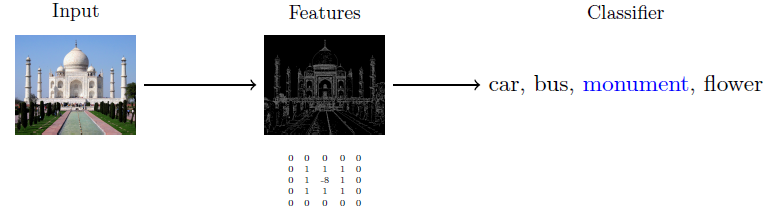 Input Features Classifier
car, bus, monument, flower
0 0 0 0 0
0 1 1 1 0
0 1 -8 1 0
0 1 1 1 0
0 0 0 0 0